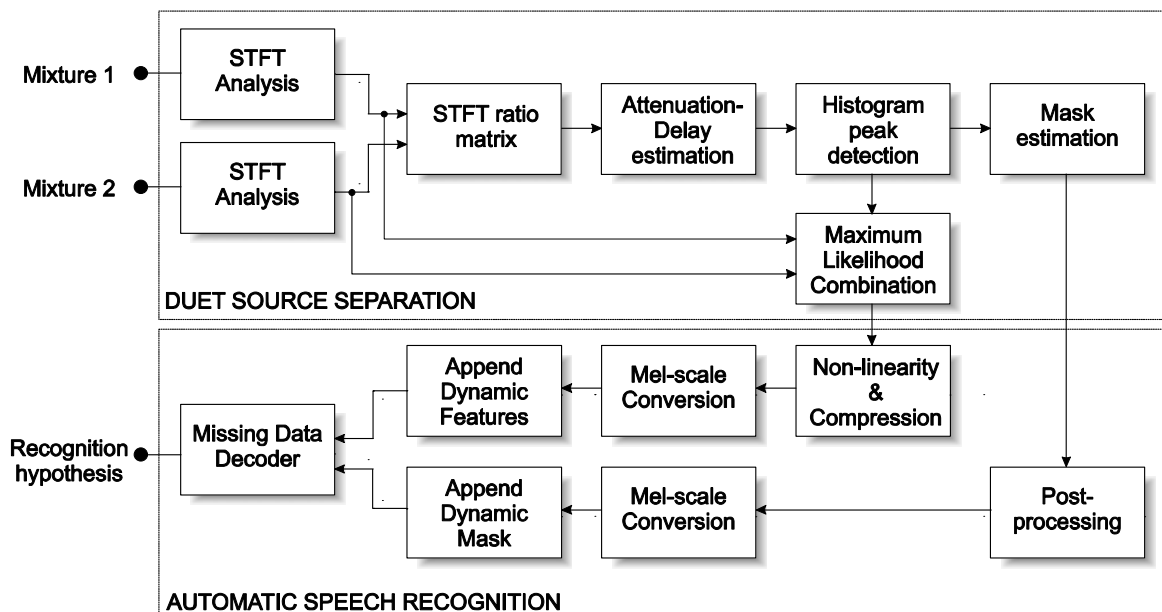 Mixture 1
STFT
Analysis
STFT ratio
matrix
Attenuation-
Delay
estimation
Histogram
peak
detection
Mask
estimation
Mixture 2
STFT
Analysis
Maximum
Likelihood
Combination
DUET SOURCE SEPARATION
Append
Dynamic
Features
Mel-scale
Conversion
Non-linearity
&
Compression
Recognition
hypothesis
Missing Data
Decoder
Append
Dynamic
Mask
Mel-scale
Conversion
Post-
processing
AUTOMATIC SPEECH RECOGNITION